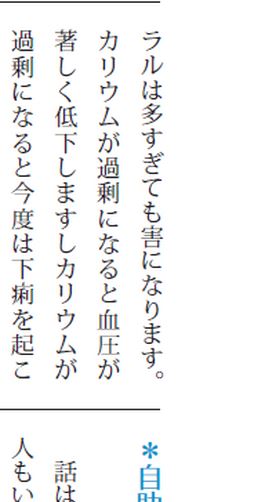 ラルは多すぎても害になります。
カリウムが過剰になると血圧が
著しく低下しますしカリウムが
過剰になると今度は下痢を起こ
＊自助
話は
人もい